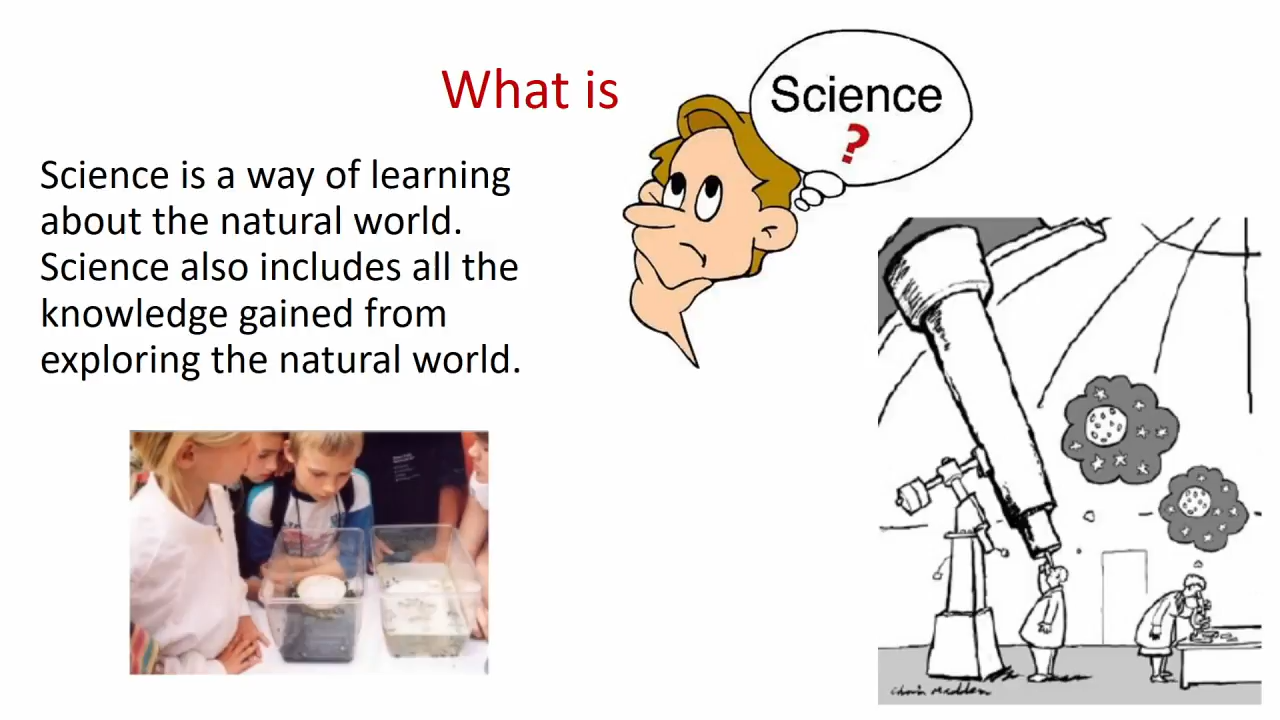 What is
Science
?
Science is a way of learning
about the natural world.
Science also includes all the
knowledge gained from
exploring the natural world.